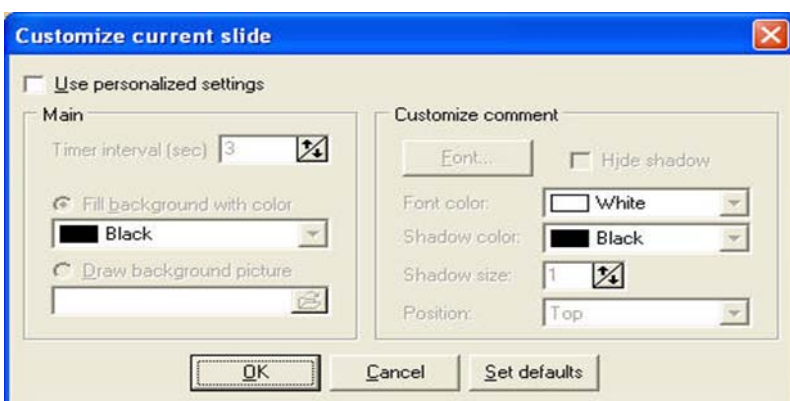 Customize current slide
Use personalized settings
Main
Timer interval (sec) 3
Fill background with color
Black
Draw background picture
Customize comment
Font...
Hide shadow
Font color: White
Shadow color: Black
Shadow size: 1
Position: Top
OK Cancel Set defaults